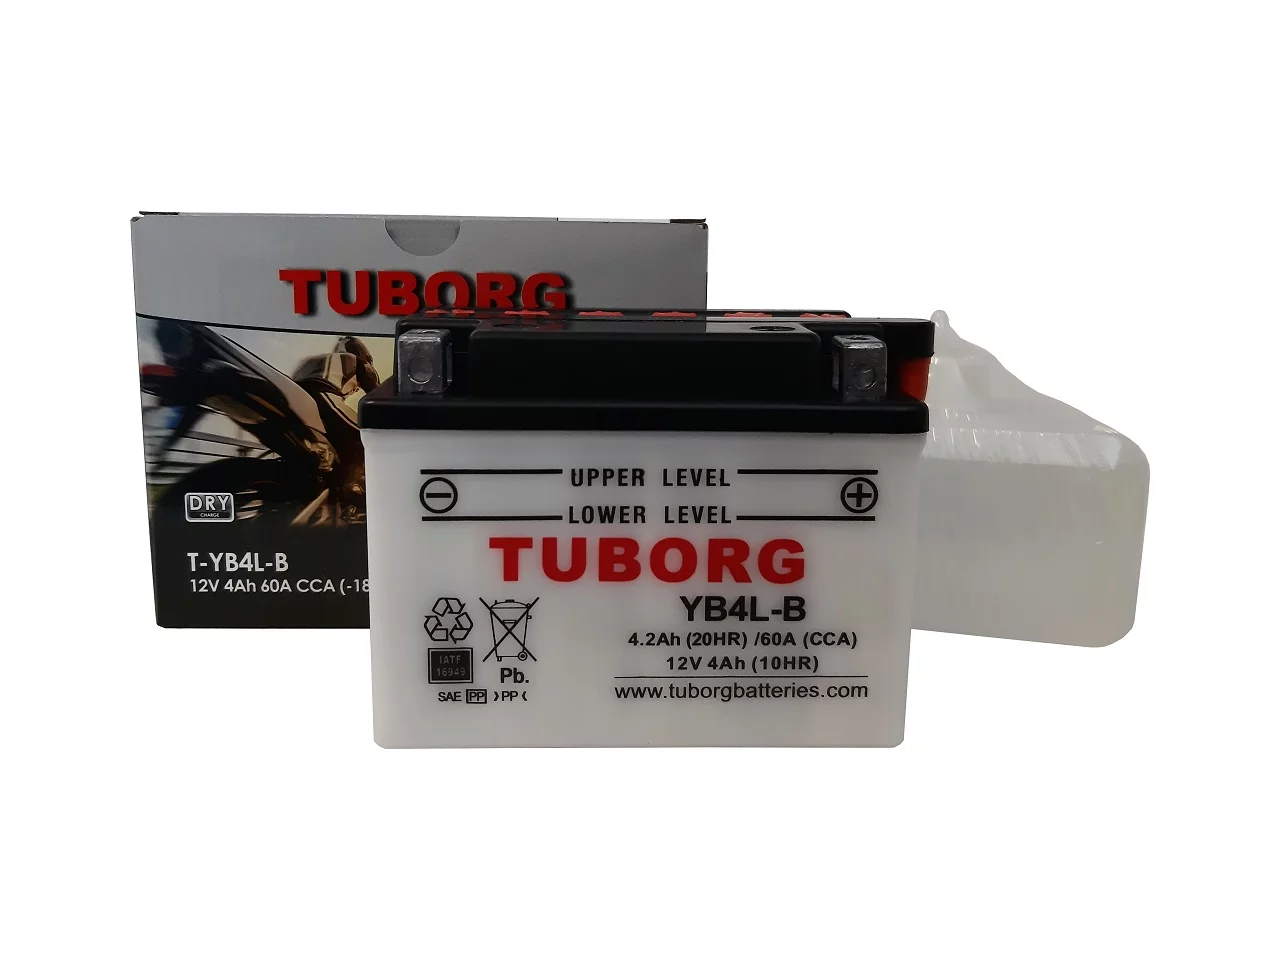 TUBORG
DRY
CHARGE
T-YB4L-B
12V 4Ah 60A CCA (-18
UPPER LEVEL
LOWER LEVEL
TUBORG
YB4L-B
4.2Ah (20HR) /60A (CCA)
12V 4Ah (10HR)
www.tuborgbatteries.com
IATF
16949
Pb.
SAE PP >PP<